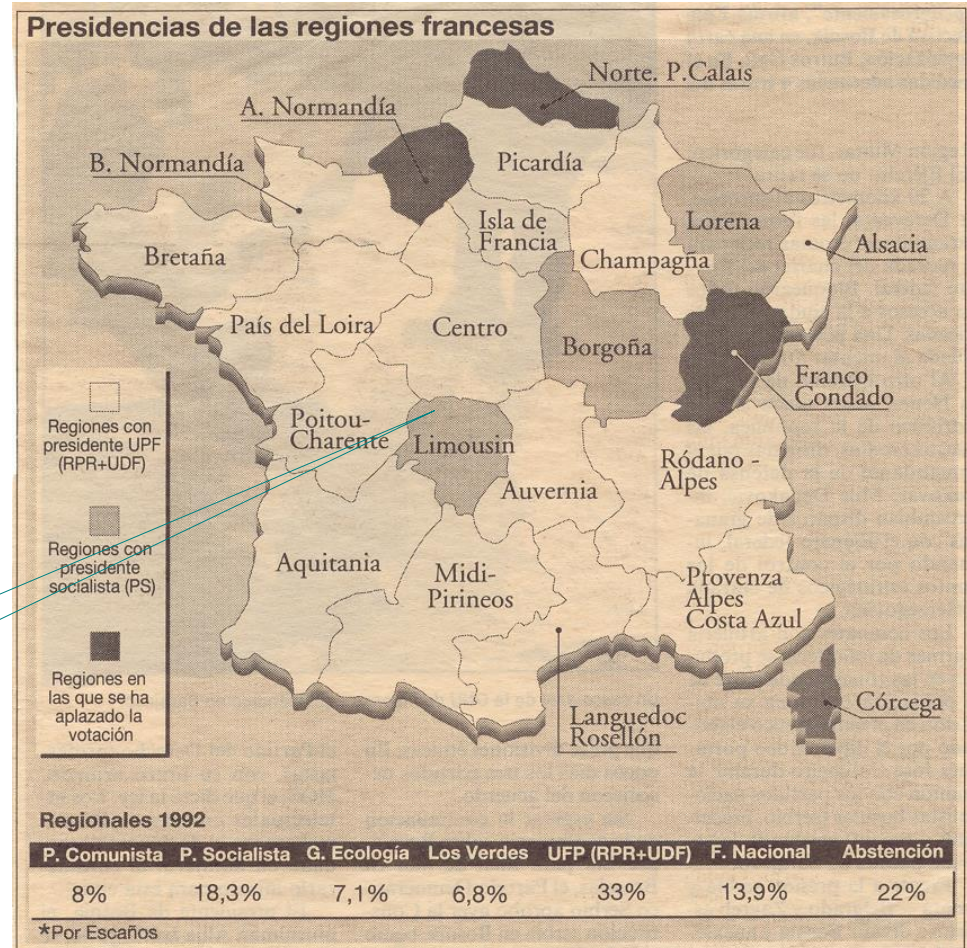 Presidencias de las regiones francesas
Norte. P.Calais
A. Normandía
Picardía
B. Normandía
Isla de
Francia
Lorena
Alsacia
Bretaña
Champagña
País del Loira
Centro
Borgoña
Franco
Condado
Poitou-
Charente
Limousin
Auvernia
Ródano -
Alpes
Aquitania
Midi-
Pirineos
Provenza
Alpes
Costa Azul
Languedoc
Rosellón
Córcega
Regiones con
presidente UPF
(RPR+UDF)
Regiones con
presidente
socialista (PS)
Regiones en
las que se ha
aplazado la
votación
Regionales 1992
P. Comunista P. Socialista G. Ecología Los Verdes UFP (RPR+UDF) F. Nacional Abstención
8% 18,3% 7,1% 6,8% 33% 13,9% 22%
*Por Escaños